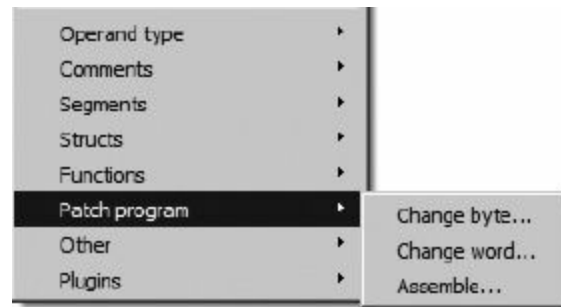 Operand type
Comments
Segments
Structs
Functions
Patch program
Other
Plugins
Change byte...
Change word...
Assemble...